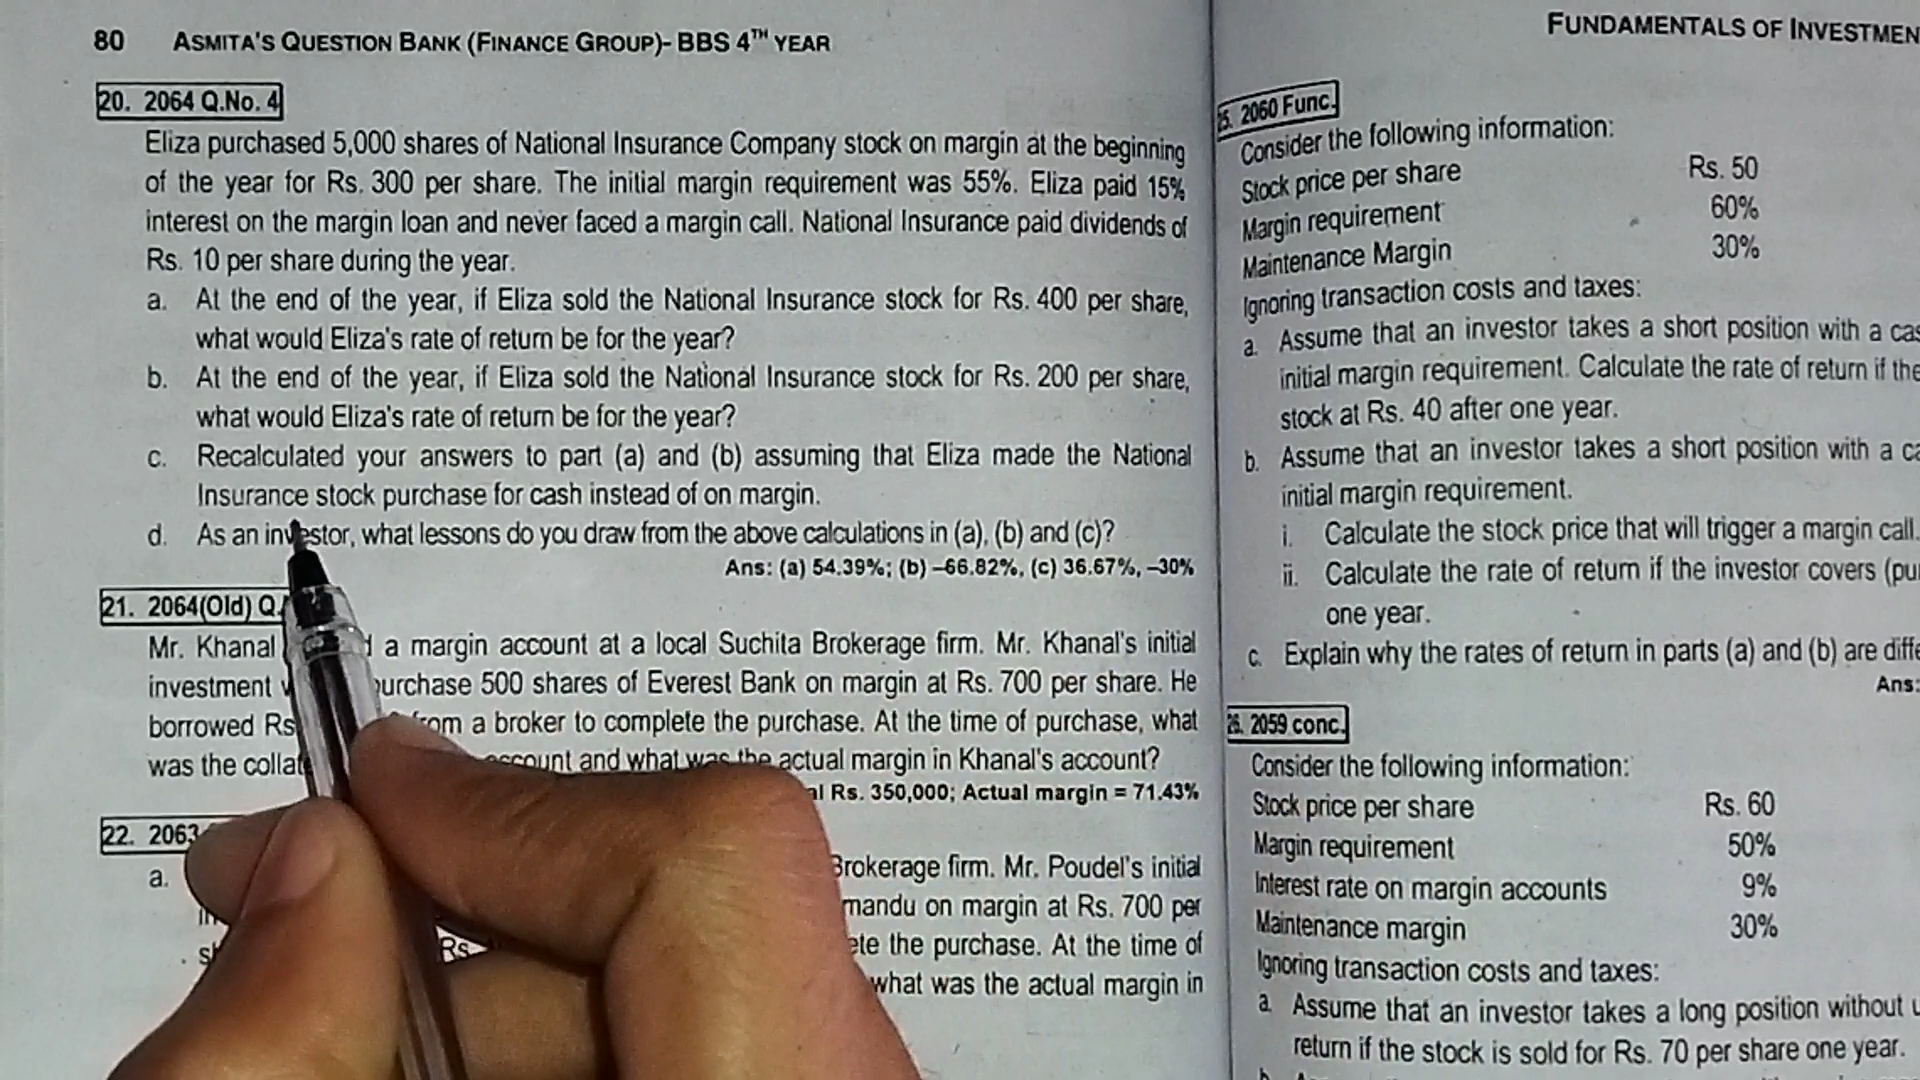 80 ASMITA'S QUESTION BANK (FINANCE GROUP)- BBS 4TH YEAR
20. 2064 Q.No. 4
Eliza purchased 5,000 shares of National Insurance Company stock on margin at the beginning
of the year for Rs. 300 per share. The initial margin requirement was 55%. Eliza paid 15%
interest on the margin loan and never faced a margin call. National Insurance paid dividends of
Rs. 10 per share during the year.
a. At the end of the year, if Eliza sold the National Insurance stock for Rs. 400 per share,
what would Eliza's rate of return be for the year?
b. At the end of the year, if Eliza sold the National Insurance stock for Rs. 200 per share,
what would Eliza's rate of return be for the year?
c. Recalculated your answers to part (a) and (b) assuming that Eliza made the National
Insurance stock purchase for cash instead of on margin.
d. As an investor, what lessons do you draw from the above calculations in (a), (b) and (c)?
Ans: (a) 54.39%; (b) –66.82%, (c) 36.67%, –30%
21. 2064(Old) Q.
Mr. Khanal a margin account at a local Suchita Brokerage firm. Mr. Khanal's initial
investment purchase 500 shares of Everest Bank on margin at Rs. 700 per share. He
borrowed Rs from a broker to complete the purchase. At the time of purchase, what
was the account and what was the actual margin in Khanal's account?
Rs. 350,000; Actual margin = 71.43%
22. 2063
a. Brokerage firm. Mr. Poudel's initial
on margin at Rs. 700 per
Rs. the purchase. At the time of
what was the actual margin in
FUNDAMENTALS OF
2060 Func.
Consider the following information:
Stock price per share Rs. 50
Margin requirement 60%
Maintenance Margin 30%
Ignoring transaction costs and taxes:
a. Assume that an investor takes a short position with a
initial margin requirement. Calculate the rate of return if the
stock at Rs. 40 after one year.
b. Assume that an investor takes a short position with a
initial margin requirement.
i. Calculate the stock price that will trigger a margin call.
ii. Calculate the rate of return if the investor covers
one year.
c. Explain why the rates of return in parts (a) and (b) are
Ans:
26. 2059 conc.
Consider the following information:
Stock price per share Rs. 60
Margin requirement 50%
Interest rate on margin accounts 9%
Maintenance margin 30%
Ignoring transaction costs and taxes:
a. Assume that an investor takes a long position without
return if the stock is sold for Rs. 70 per share one year.